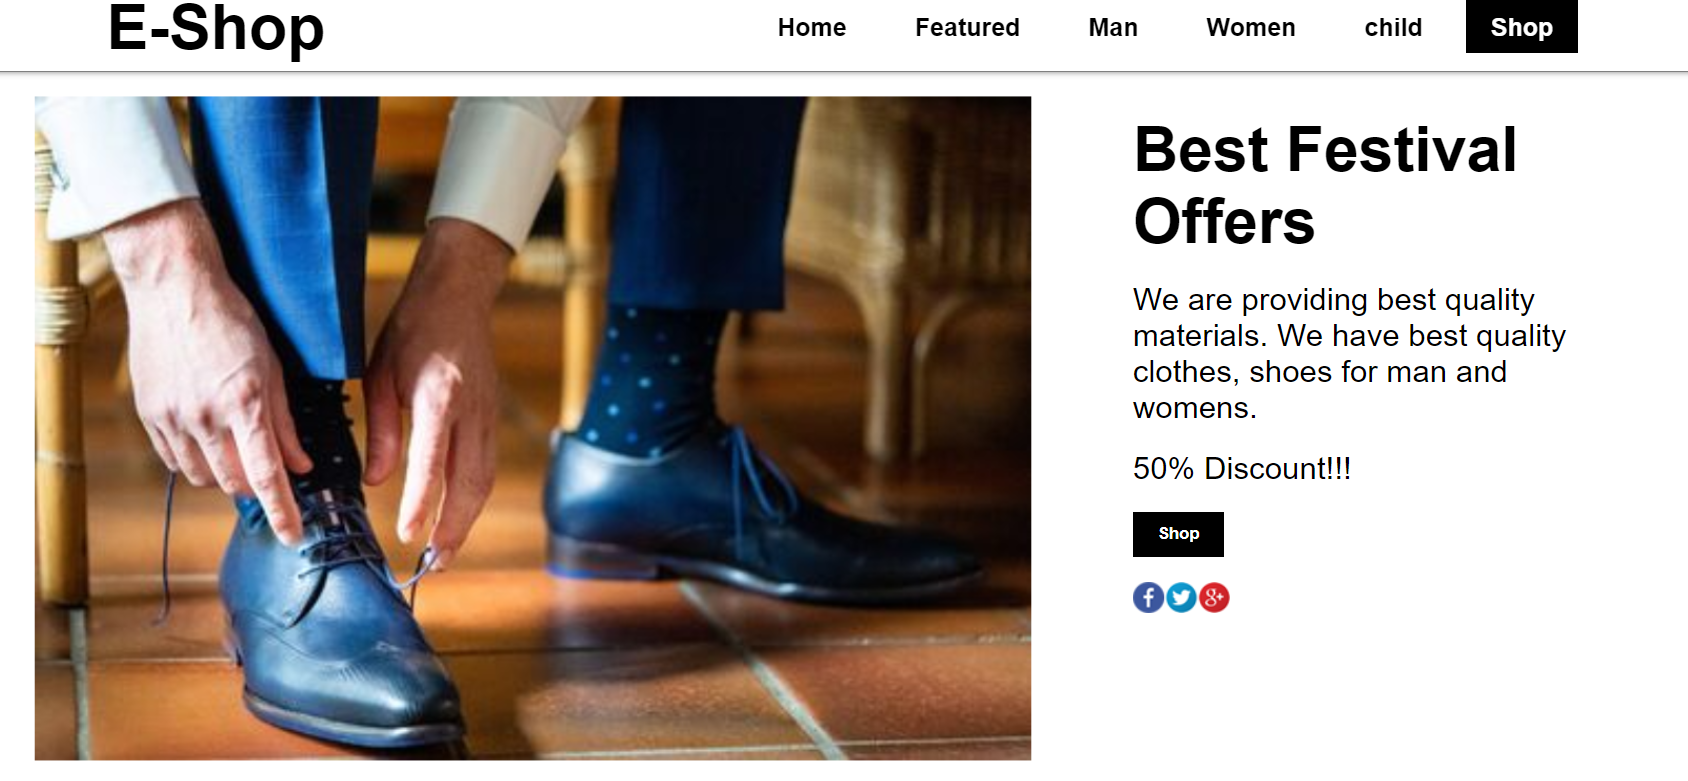 E-Shop
Home Featured Man Women child Shop
Best Festival
Offers
We are providing best quality
materials. We have best quality
clothes, shoes for man and
womens.
50% Discount!!!
Shop
f g+